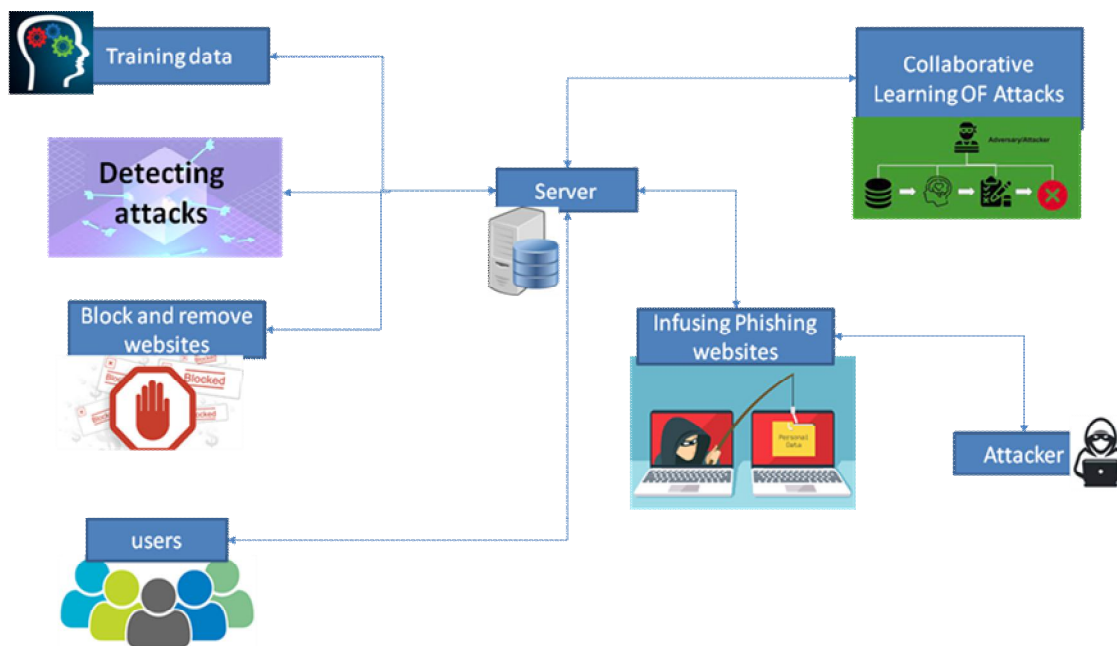 Training data
Collaborative
Learning OF Attacks
Adversary/Attacker
Detecting
attacks
Server
Block and remove
websites
Blocked
Blocked
Block
Infusing Phishing
websites
Personal
Data
Attacker
users